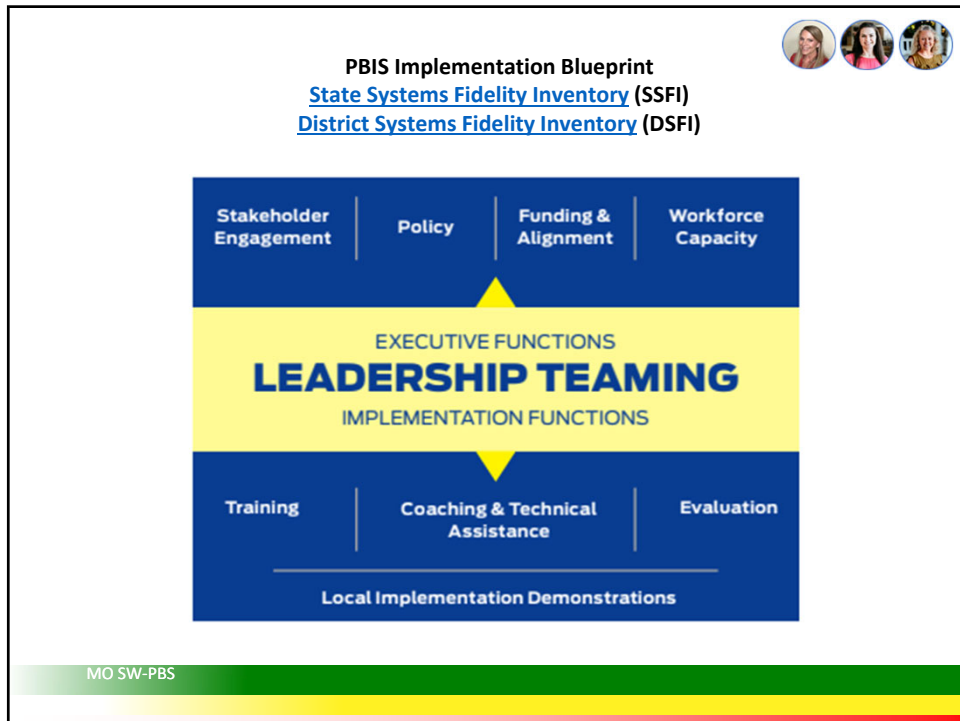 PBIS Implementation Blueprint
State Systems Fidelity Inventory (SSFI)
District Systems Fidelity Inventory (DSFI)
Stakeholder
Engagement
Policy
Funding &
Alignment
Workforce
Capacity
EXECUTIVE FUNCTIONS
LEADERSHIP TEAMING
IMPLEMENTATION FUNCTIONS
Training
Coaching & Technical
Assistance
Evaluation
Local Implementation Demonstrations
MO SW-PBS